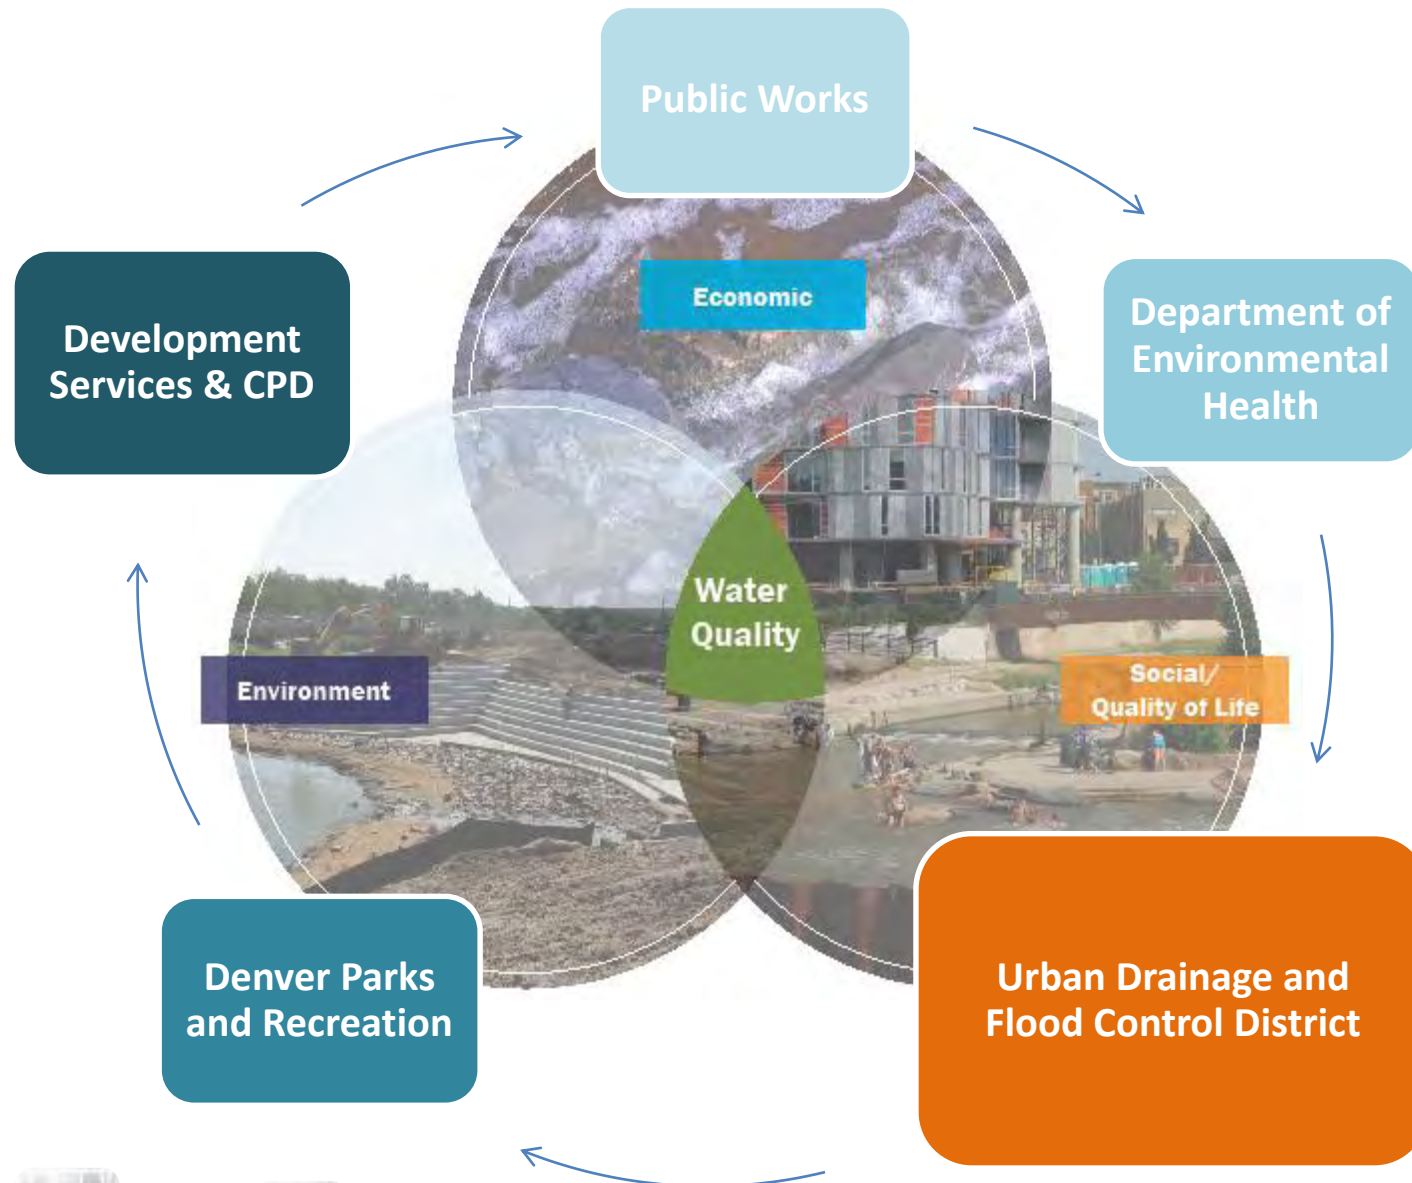 Public Works
Economic
Development
Services & CPD
Department of
Environmental
Health
Water
Quality
Environment
Social/
Quality of Life
Denver Parks
and Recreation
Urban Drainage and
Flood Control District